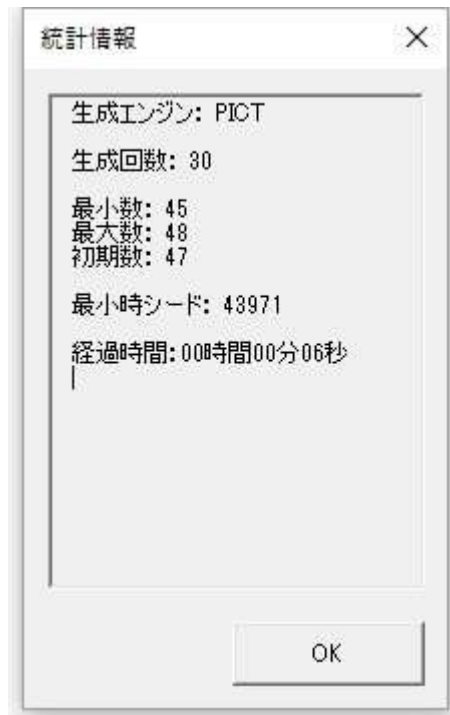 統計情報
生成エンジン: PICT
生成回数: 30
最小数: 45
最大数: 48
初期数: 47
最小時シード: 43971
経過時間:00時間00分06秒
OK